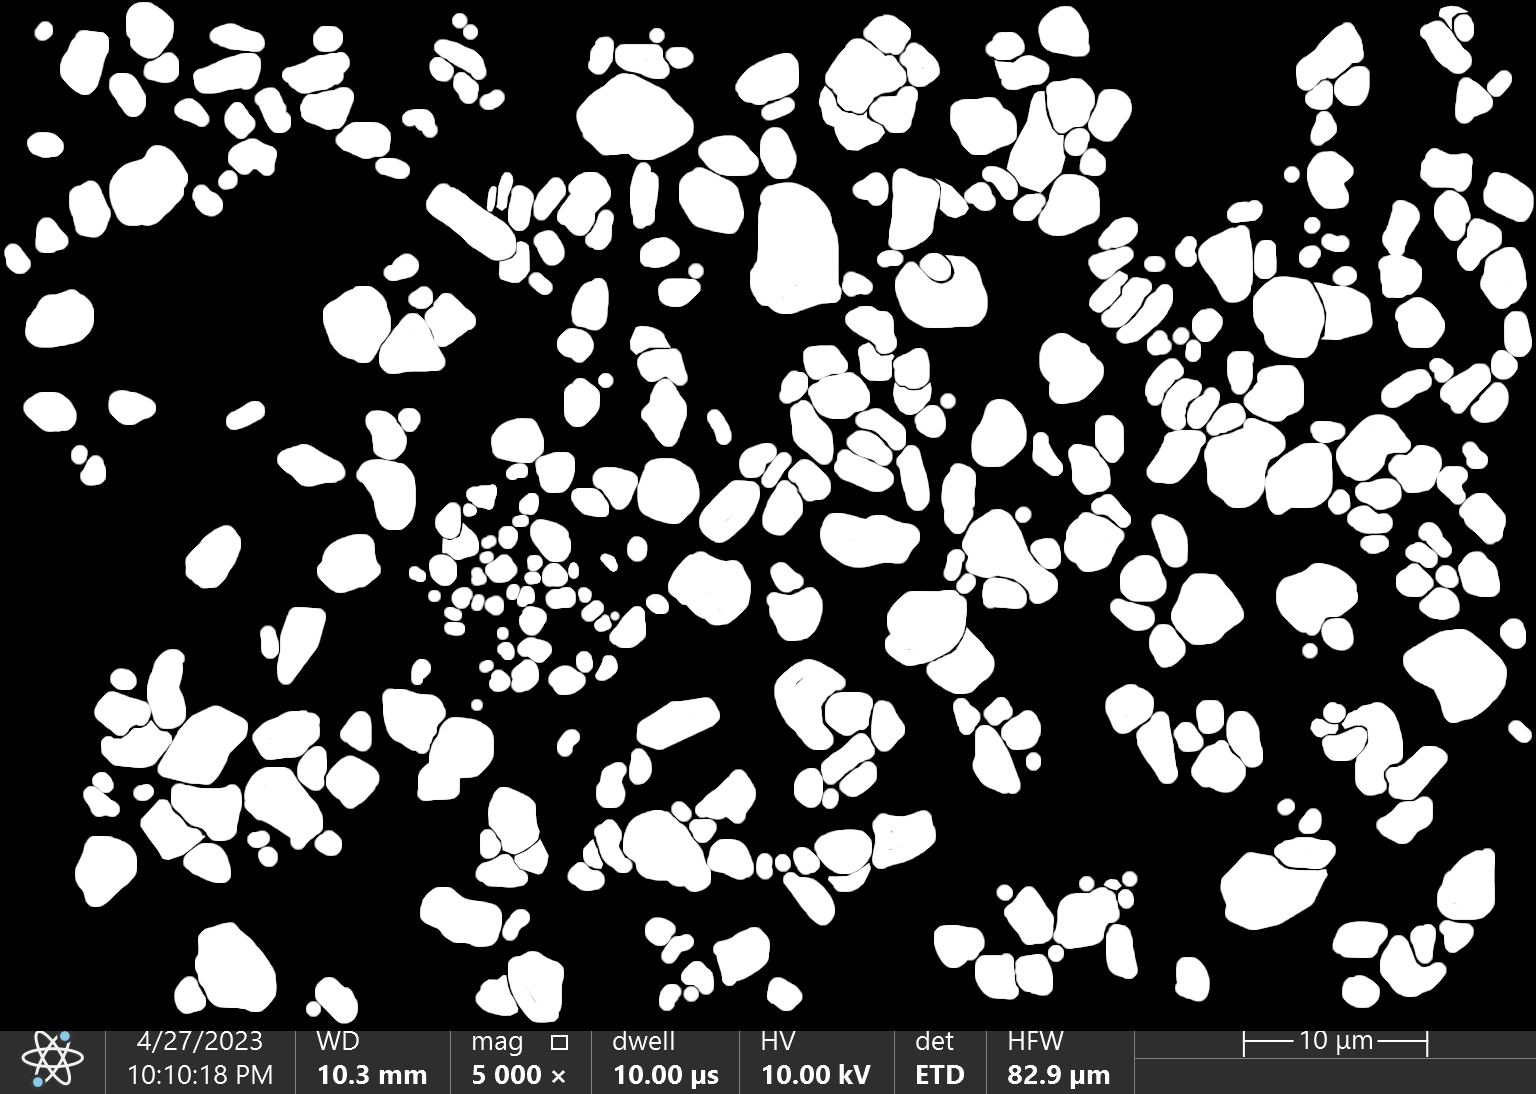 4/27/2023 WD mag □ dwell HV det HFW 10 µm
10:10:18 PM 10.3 mm 5 000 × 10.00 µs 10.00 kV ETD 82.9 µm